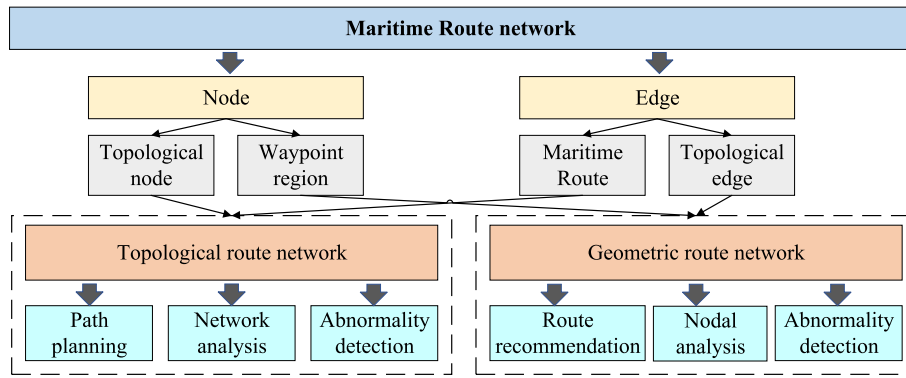 Maritime Route network
Node
Edge
Topological
node
Waypoint
region
Maritime
Route
Topological
edge
Topological route network
Geometric route network
Path
planning
Network
analysis
Abnormality
detection
Route
recommendation
Nodal
analysis
Abnormality
detection